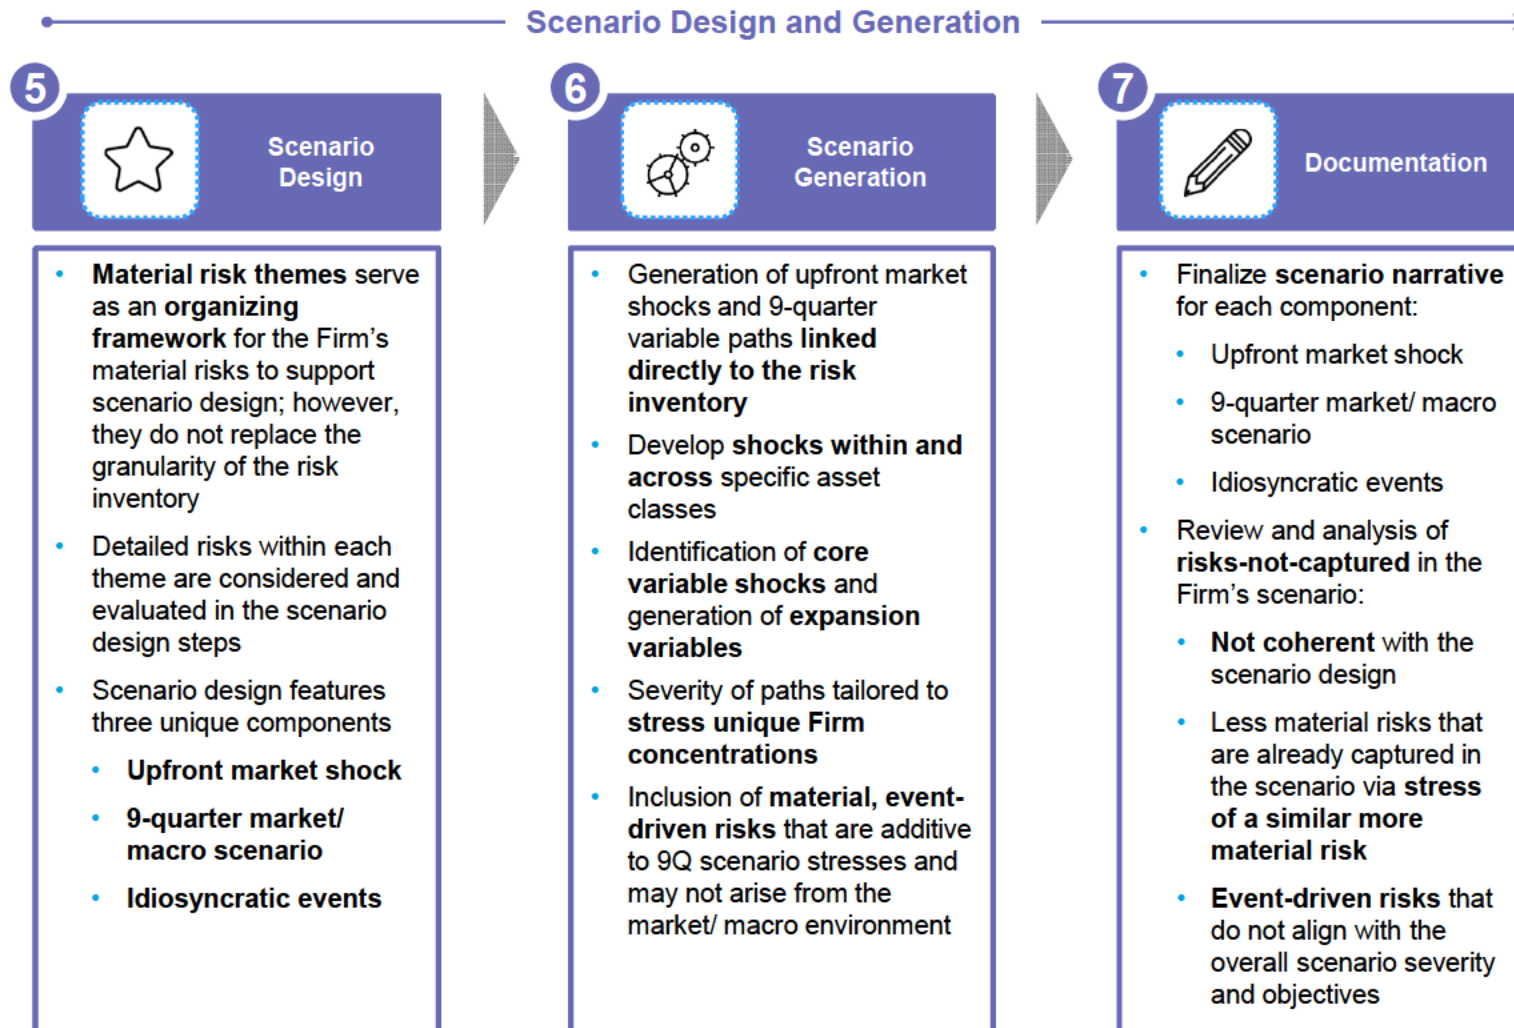 Scenario Design and Generation
5
Scenario
Design
• Material risk themes serve
as an organizing
framework for the Firm's
material risks to support
scenario design; however,
they do not replace the
granularity of the risk
inventory
• Detailed risks within each
theme are considered and
evaluated in the scenario
design steps
• Scenario design features
three unique components
• Upfront market shock
• 9-quarter market/
macro scenario
• Idiosyncratic events
6
Scenario
Generation
• Generation of upfront market
shocks and 9-quarter
variable paths linked
directly to the risk
inventory
• Develop shocks within and
across specific asset
classes
• Identification of core
variable shocks and
generation of expansion
variables
• Severity of paths tailored to
stress unique Firm
concentrations
• Inclusion of material, event-
driven risks that are additive
to 9Q scenario stresses and
may not arise from the
market/ macro environment
7
Documentation
• Finalize scenario narrative
for each component:
• Upfront market shock
• 9-quarter market/ macro
scenario
• Idiosyncratic events
• Review and analysis of
risks-not-captured in the
Firm's scenario:
• Not coherent with the
scenario design
• Less material risks that
are already captured in
the scenario via stress
of a similar more
material risk
• Event-driven risks that
do not align with the
overall scenario severity
and objectives